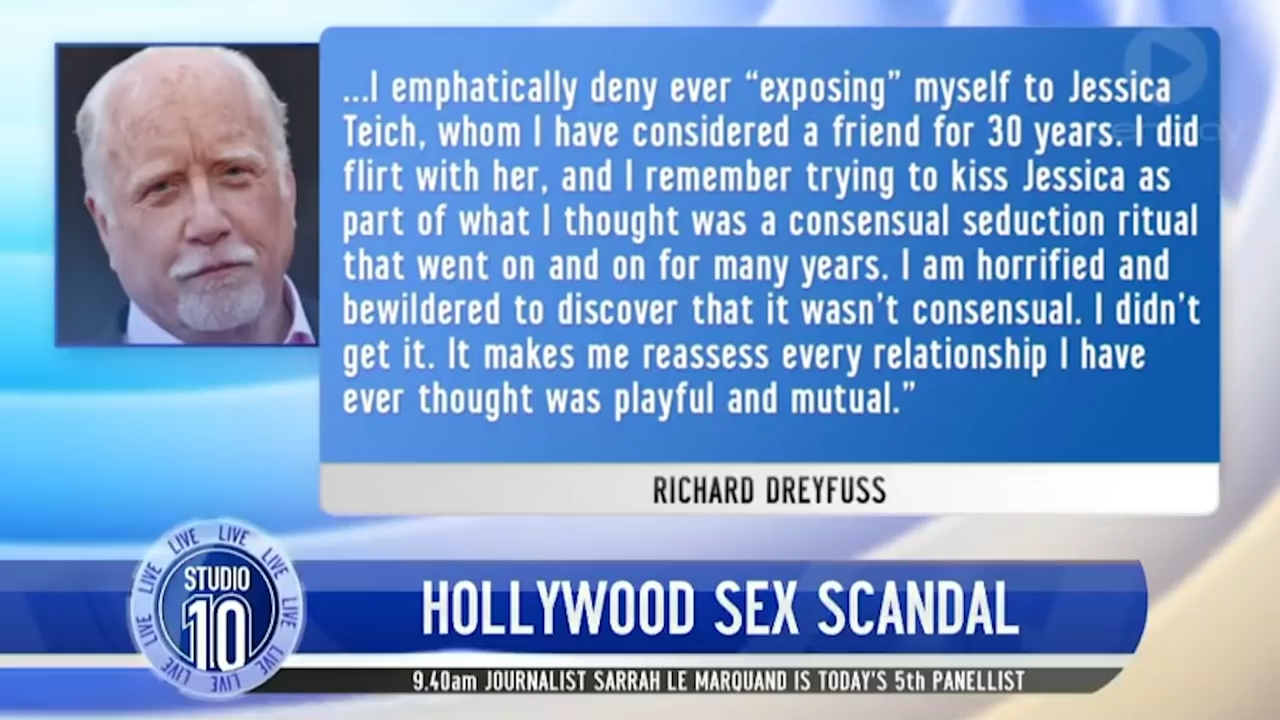 ...I emphatically deny ever “exposing” myself to Jessica
Teich, whom I have considered a friend for 30 years. I did
flirt with her, and I remember trying to kiss Jessica as
part of what I thought was a consensual seduction ritual
that went on and on for many years. I am horrified and
bewildered to discover that it wasn’t consensual. I didn’t
get it. It makes me reassess every relationship I have
ever thought was playful and mutual.”
RICHARD DREYFUSS
LIVE LIVE LIVE LIVE LIVE LIVE LIVE LIVE LIVE
STUDIO
10
HOLLYWOOD SEX SCANDAL
9.40am JOURNALIST SARRAH LE MARQUAND IS TODAY'S 5th PANELLIST